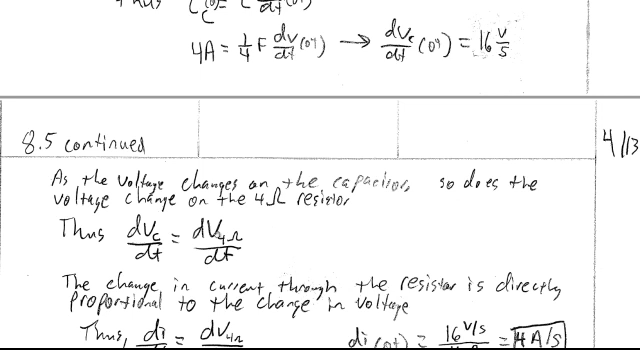 Thus
4A = 1/4 F dv/dt (0+) → dVc/dt (0+) = 16 V/s
8.5 continued
4/13
As the voltage changes on the capacitor, so does the
voltage change on the 4Ω resistor
Thus dVc/dt = dV4Ω/dt
The change in current through the resistor is directly
proportional to the change in voltage
Thus, di/dt = dV4Ω di(0+) = 16 V/s = 4 A/s